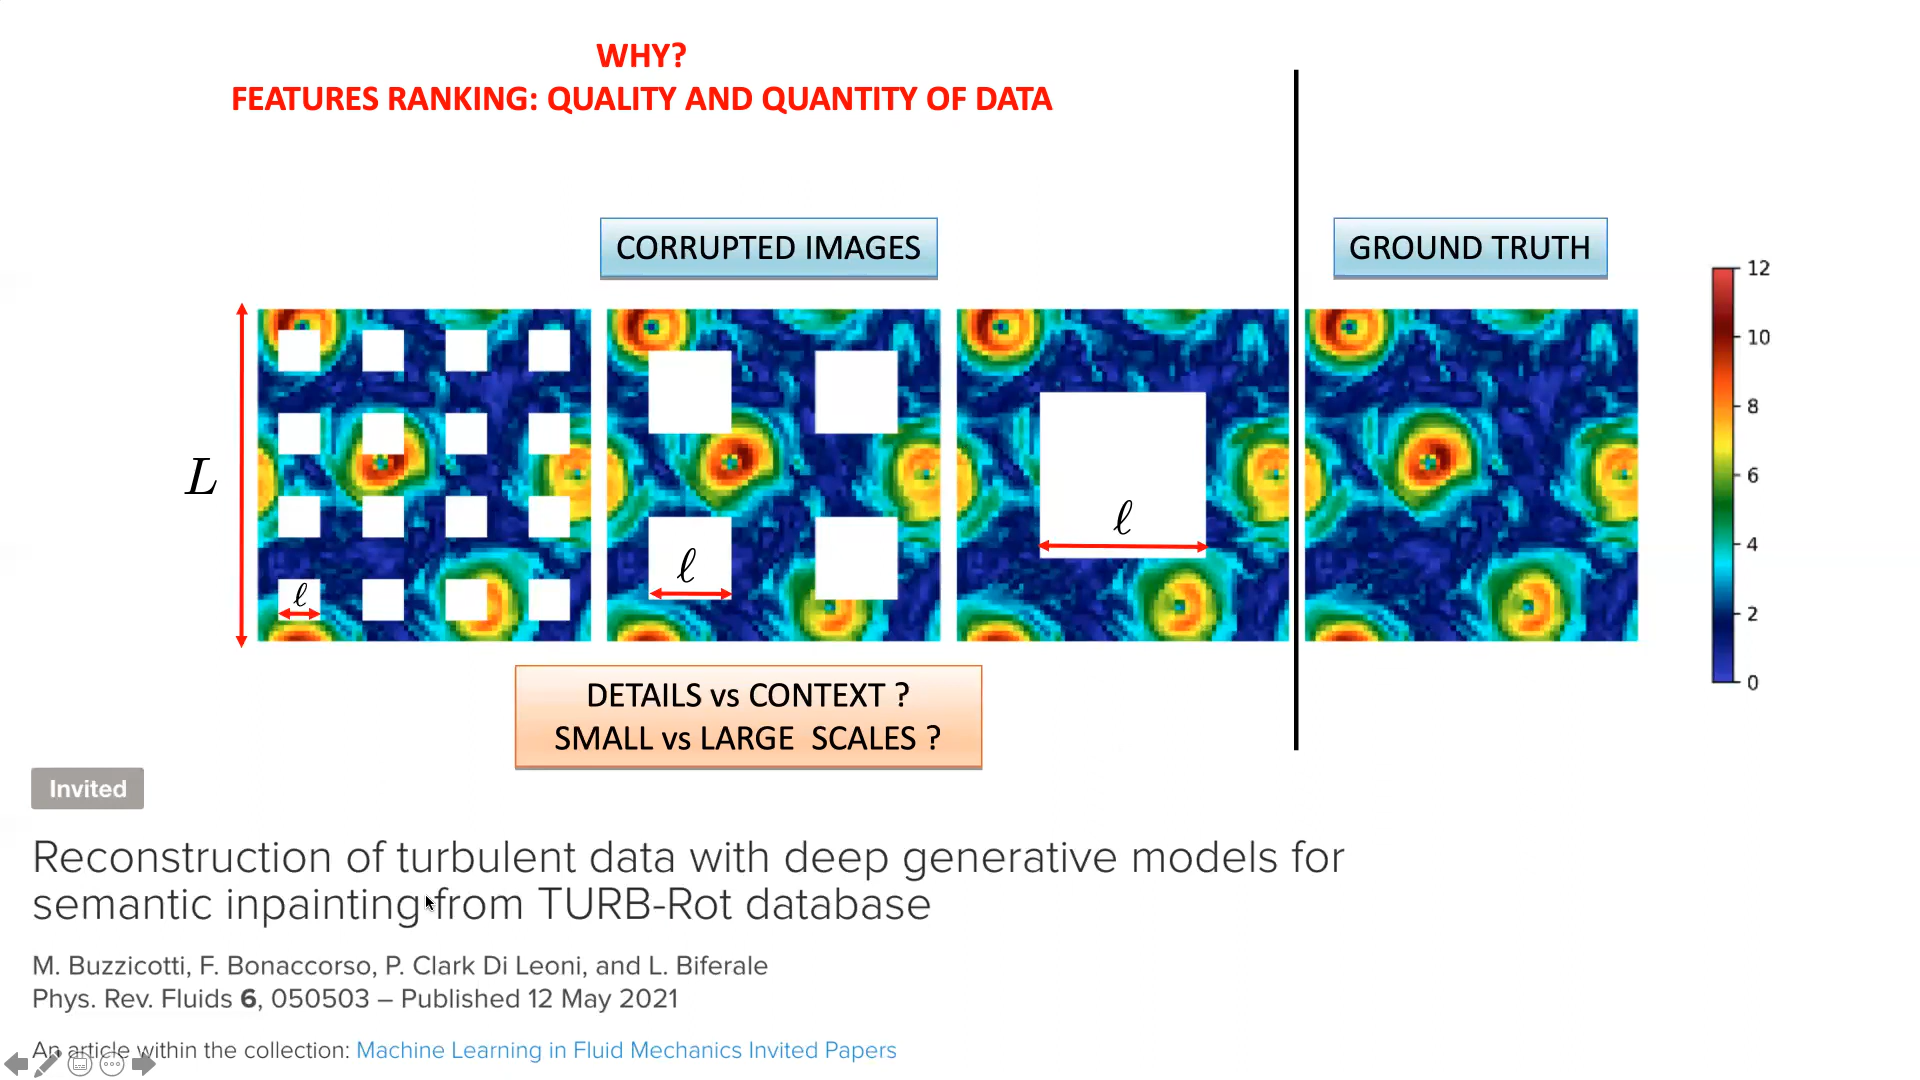 WHY?
FEATURES RANKING: QUALITY AND QUANTITY OF DATA
CORRUPTED IMAGES
GROUND TRUTH
12
10
8
6
4
2
0
L
ℓ
ℓ
ℓ
DETAILS vs CONTEXT ?
SMALL vs LARGE SCALES ?
Invited
Reconstruction of turbulent data with deep generative models for
semantic inpainting from TURB-Rot database
M. Buzzicotti, F. Bonaccorso, P. Clark Di Leoni, and L. Biferale
Phys. Rev. Fluids 6, 050503 – Published 12 May 2021
An article within the collection: Machine Learning in Fluid Mechanics Invited Papers